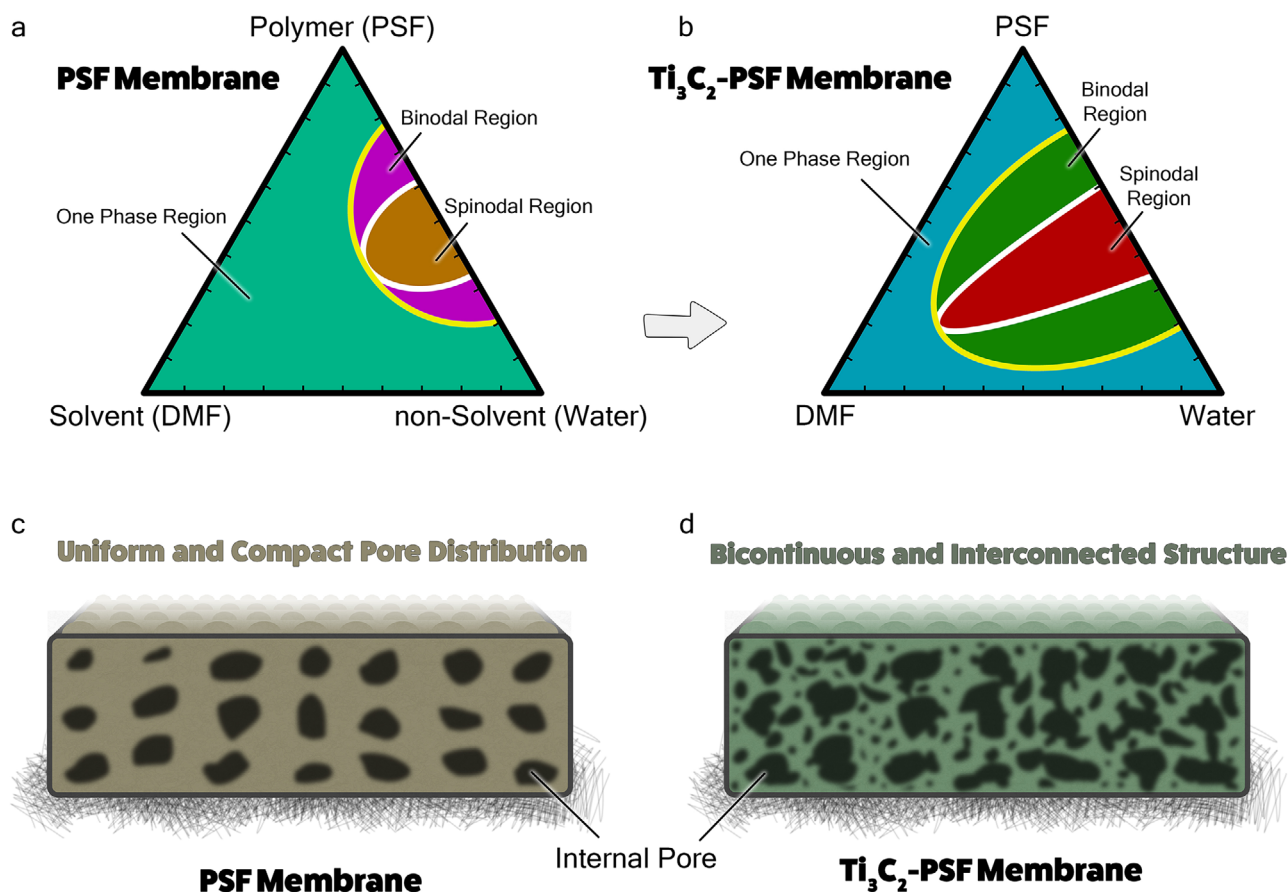 a
Polymer (PSF)
PSF Membrane
Binodal Region
Spinodal Region
One Phase Region
Solvent (DMF)
non-Solvent (Water)
b
PSF
Ti₃C₂-PSF Membrane
Binodal
Region
One Phase Region
Spinodal
Region
DMF
Water
c
Uniform and Compact Pore Distribution
d
Bicontinuous and Interconnected Structure
Internal Pore
PSF Membrane
Ti₃C₂-PSF Membrane